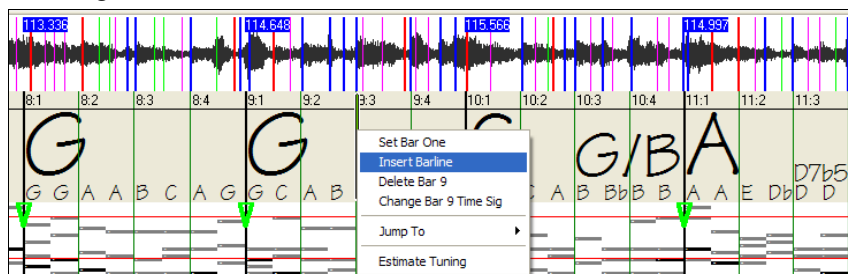 113.336 114.648 115.566 114.997
8:1 8:2 8:3 8:4 9:1 9:2 9:3 9:4 10:1 10:2 10:3 10:4 11:1 11:2 11:3
G G G/B A D7b5
G G A A B C A G G C A B C A B Bb B B A A E Db D D
Set Bar One
Insert Barline
Delete Bar 9
Change Bar 9 Time Sig
Jump To
Estimate Tuning